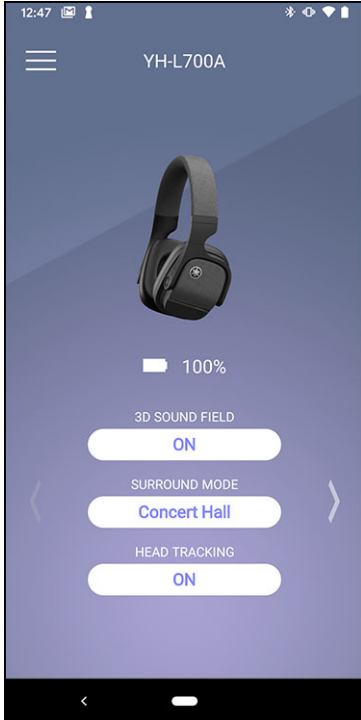 12:47
YH-L700A
100%
3D SOUND FIELD
ON
SURROUND MODE
Concert Hall
HEAD TRACKING
ON